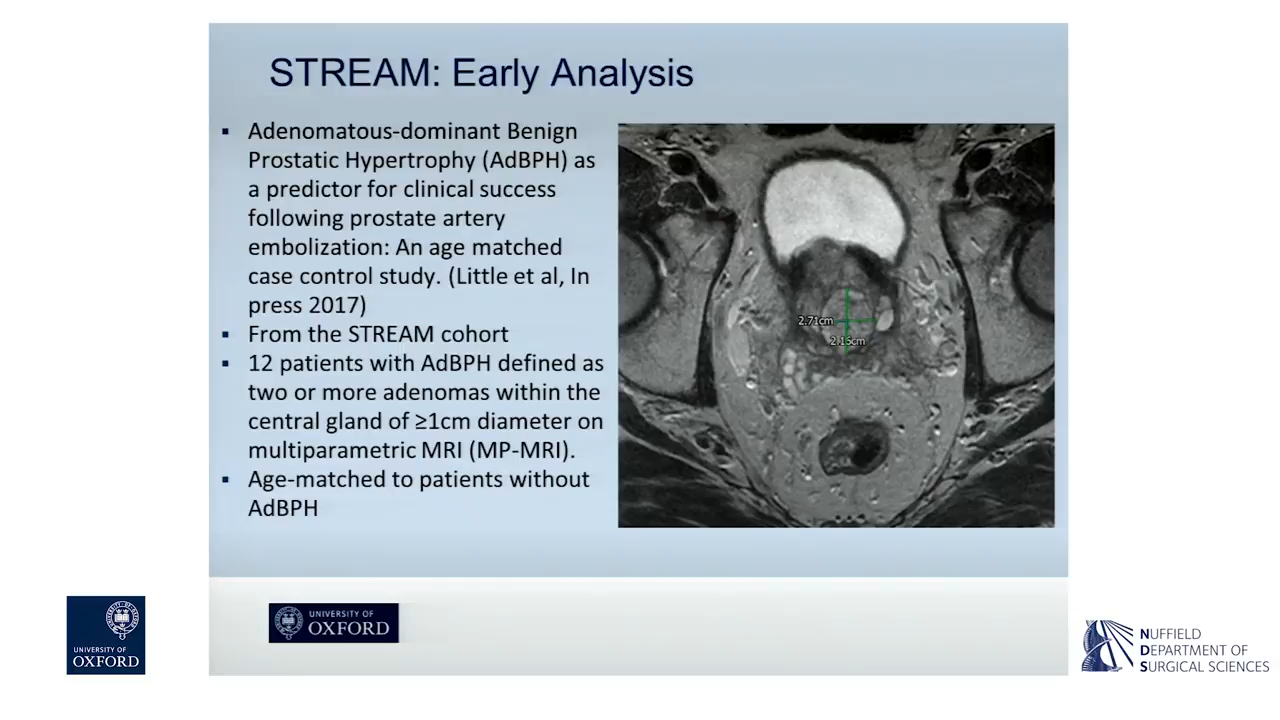 STREAM: Early Analysis
▪ Adenomatous-dominant Benign
Prostatic Hypertrophy (AdBPH) as
a predictor for clinical success
following prostate artery
embolization: An age matched
case control study. (Little et al, In
press 2017)
▪ From the STREAM cohort
▪ 12 patients with AdBPH defined as
two or more adenomas within the
central gland of ≥1cm diameter on
multiparametric MRI (MP-MRI).
▪ Age-matched to patients without
AdBPH
2.71cm
2.16cm
UNIVERSITY OF
OXFORD
UNIVERSITY OF
OXFORD
NUFFIELD
DEPARTMENT OF
SURGICAL SCIENCES